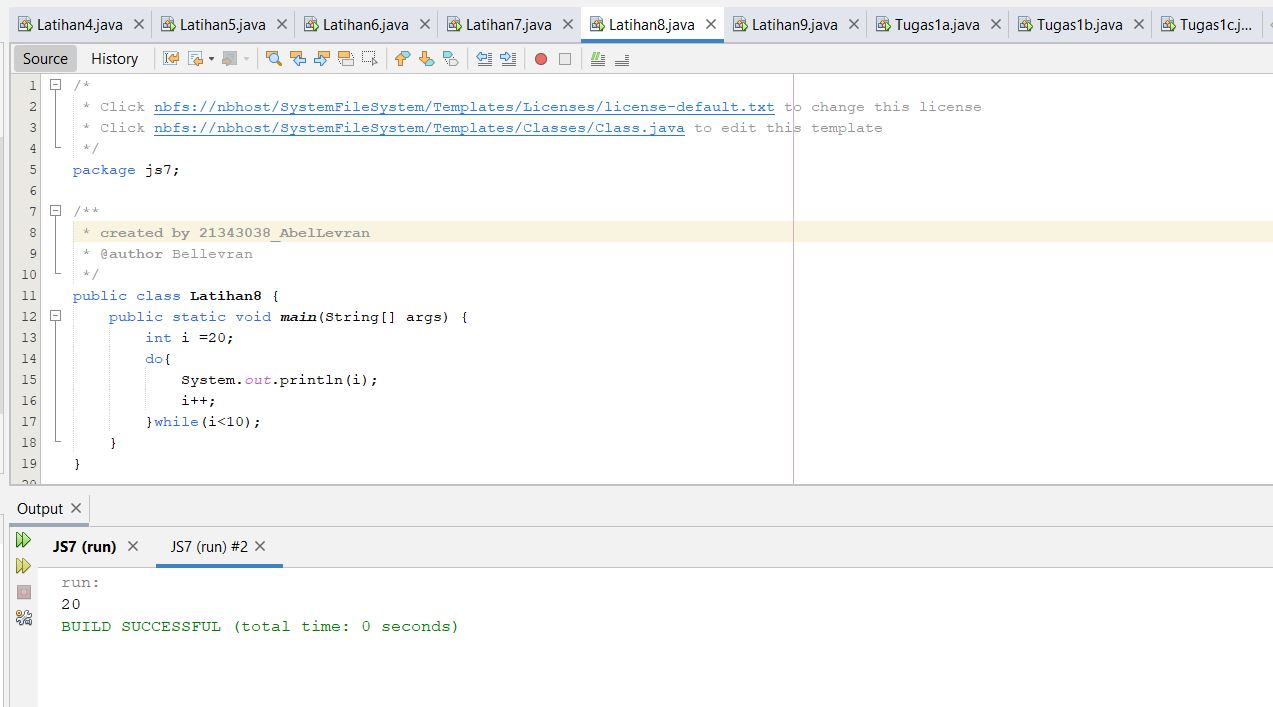 Latihan4.java Latihan5.java Latihan6.java Latihan7.java Latihan8.java Latihan9.java Tugas1a.java Tugas1b.java Tugas1c.j...
Source History
1 /*
2 * Click nbfs://nbhost/SystemFileSystem/Templates/Licenses/license-default.txt to change this license
3 * Click nbfs://nbhost/SystemFileSystem/Templates/Classes/Class.java to edit this template
4 */
5 package js7;
6
7 /**
8 * created by 21343038_AbelLevran
9 * @author Bellevran
10 */
11 public class Latihan8 {
12 public static void main(String[] args) {
13 int i =20;
14 do{
15 System.out.println(i);
16 i++;
17 }while(i<10);
18 }
19 }
20
Output
JS7 (run) JS7 (run) #2
run:
20
BUILD SUCCESSFUL (total time: 0 seconds)